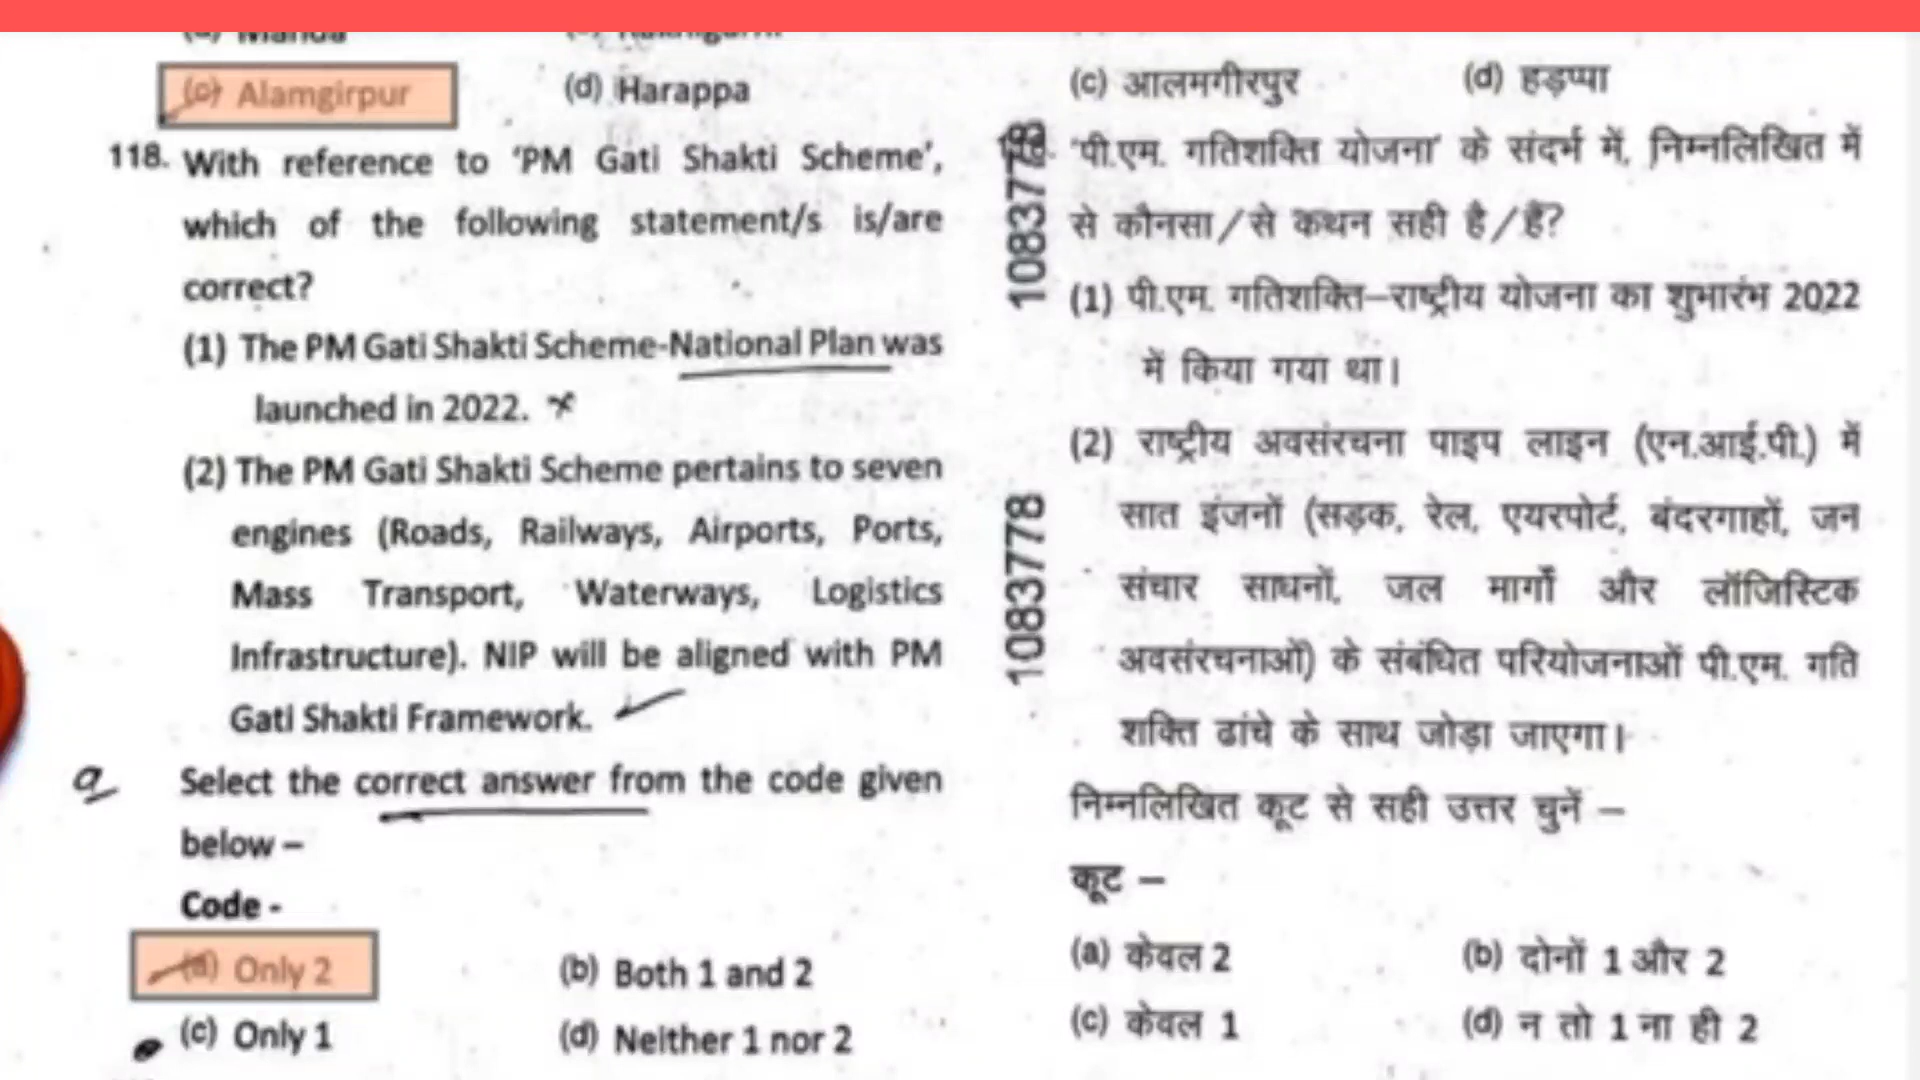 (c) Alamgirpur (d) Harappa
118. With reference to ‘PM Gati Shakti Scheme’,
which of the following statement/s is/are
correct?
(1) The PM Gati Shakti Scheme-National Plan was
launched in 2022.
(2) The PM Gati Shakti Scheme pertains to seven
engines (Roads, Railways, Airports, Ports,
Mass Transport, Waterways, Logistics
Infrastructure). NIP will be aligned with PM
Gati Shakti Framework.
a Select the correct answer from the code given
below –
Code -
(a) Only 2 (b) Both 1 and 2
(c) Only 1 (d) Neither 1 nor 2
1083778
1083778
(c) आलमगीरपुर (d) हड़प्पा
‘पी.एम. गतिशक्ति योजना’ के संदर्भ में, निम्नलिखित में
से कौनसा/से कथन सही है/हैं?
(1) पी.एम. गतिशक्ति–राष्ट्रीय योजना का शुभारंभ 2022
में किया गया था।
(2) राष्ट्रीय अवसंरचना पाइप लाइन (एन.आई.पी.) में
सात इंजनों (सड़क, रेल, एयरपोर्ट, बंदरगाहों, जन
संचार साधनों, जल मार्गों और लॉजिस्टिक
अवसंरचनाओं) के संबंधित परियोजनाओं पी.एम. गति
शक्ति ढांचे के साथ जोड़ा जाएगा।
निम्नलिखित कूट से सही उत्तर चुनें –
कूट –
(a) केवल 2 (b) दोनों 1 और 2
(c) केवल 1 (d) न तो 1 ना ही 2